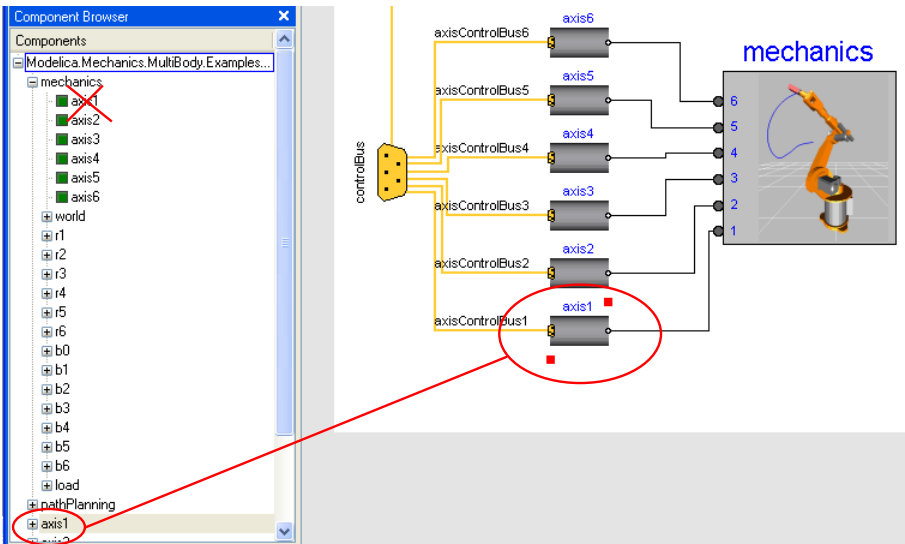 Component Browser
Components
Modelica.Mechanics.MultiBody.Examples...
mechanics
axis1
axis2
axis3
axis4
axis5
axis6
world
r1
r2
r3
r4
r5
r6
b0
b1
b2
b3
b4
b5
b6
load
pathPlanning
axis1
axis2
controlBus
axisControlBus6
axis6
axisControlBus5
axis5
axisControlBus4
axis4
axisControlBus3
axis3
axisControlBus2
axis2
axisControlBus1
axis1
mechanics
6
5
4
3
2
1